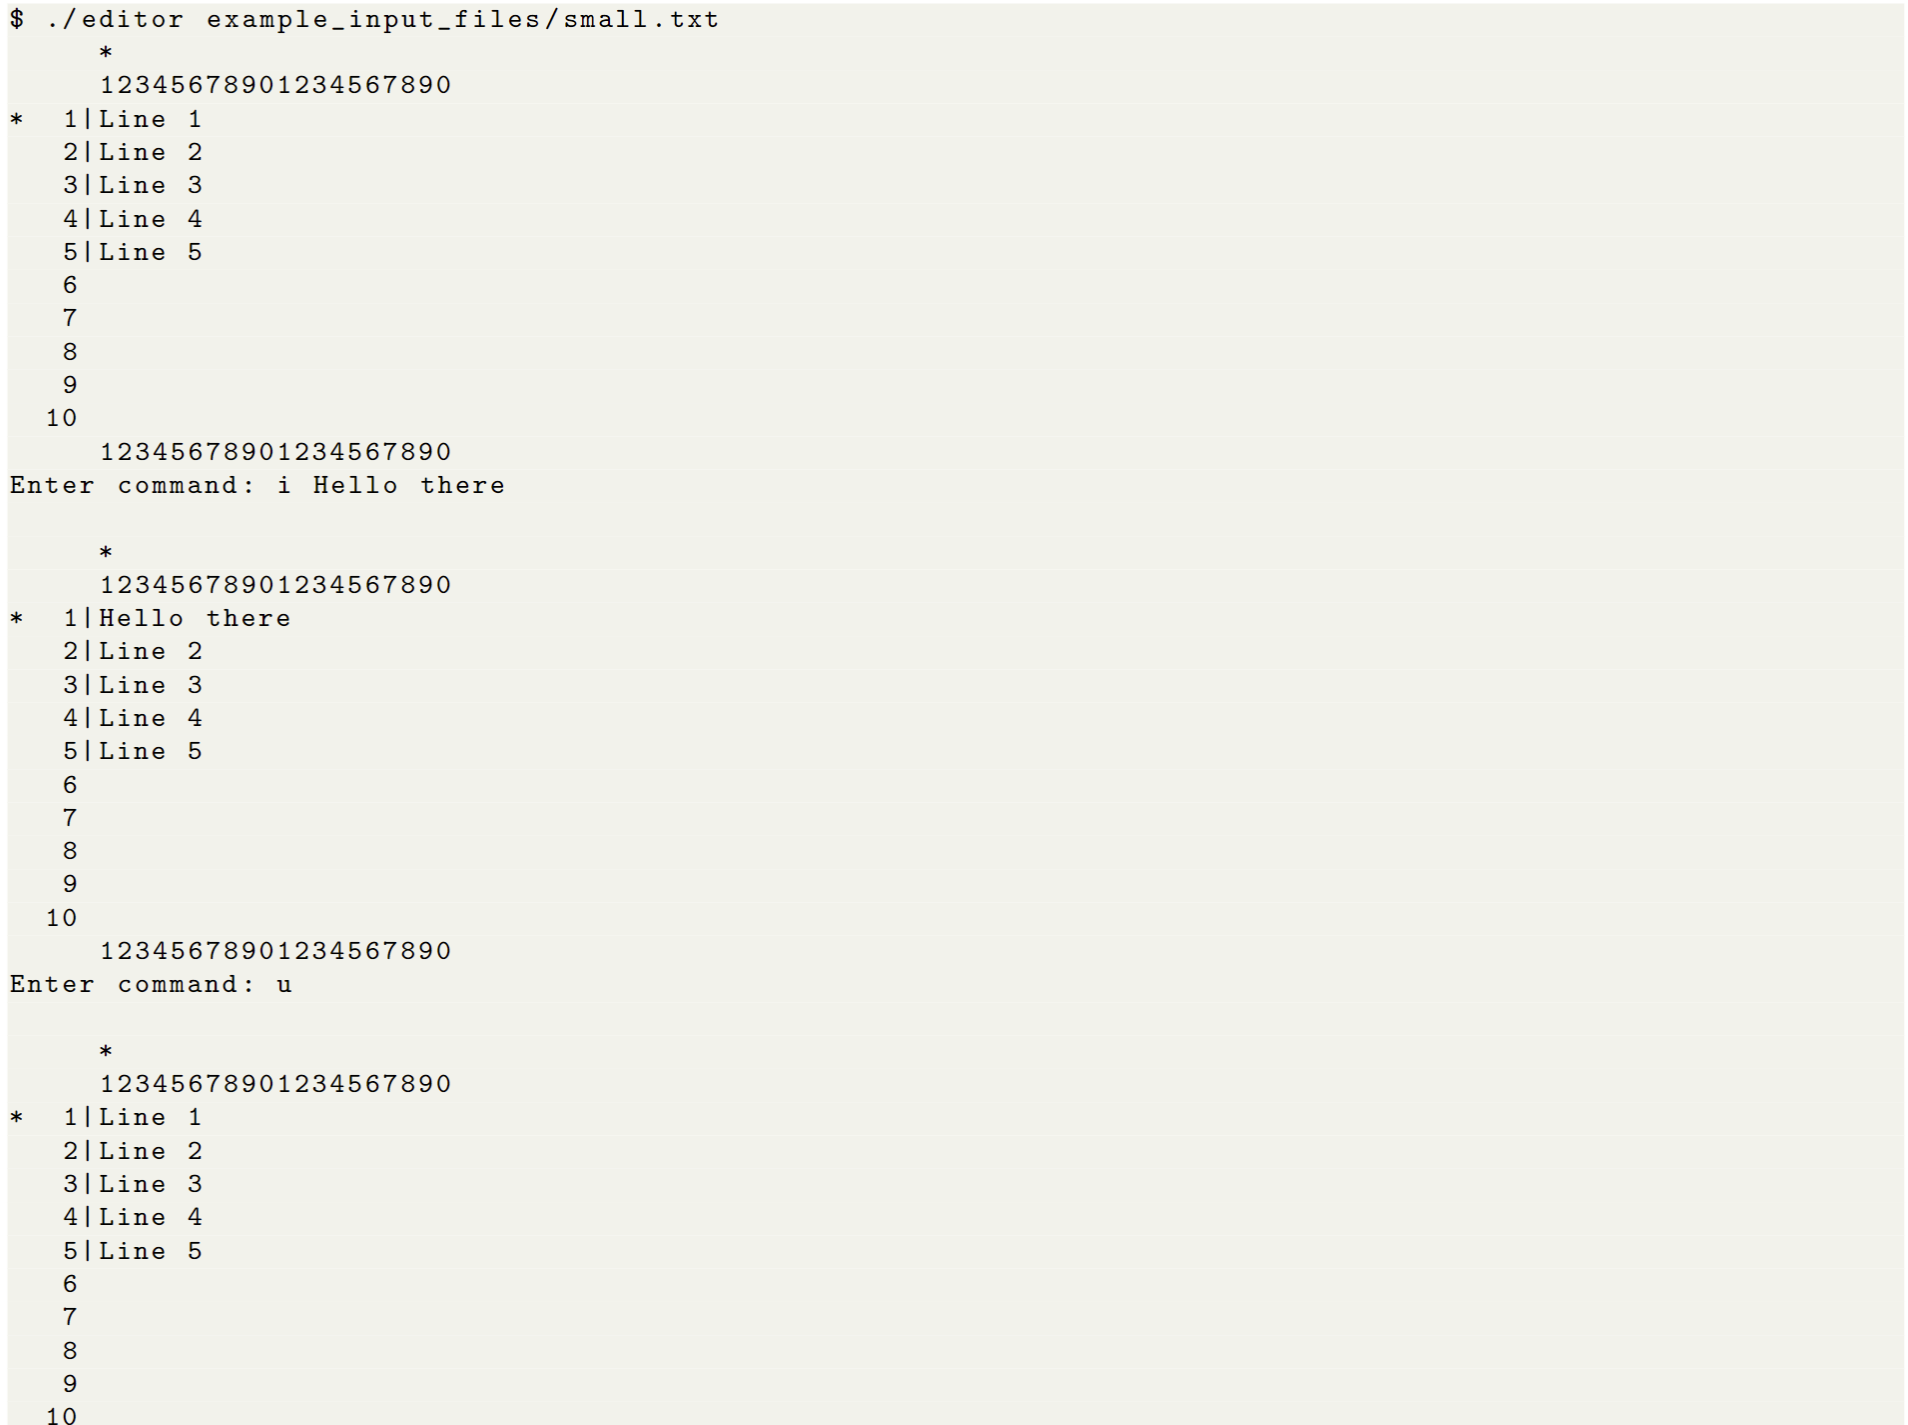 $ ./editor example_input_files/small.txt
     *
     12345678901234567890
*  1|Line 1
   2|Line 2
   3|Line 3
   4|Line 4
   5|Line 5
   6
   7
   8
   9
  10
     12345678901234567890
Enter command: i Hello there

     *
     12345678901234567890
*  1|Hello there
   2|Line 2
   3|Line 3
   4|Line 4
   5|Line 5
   6
   7
   8
   9
  10
     12345678901234567890
Enter command: u

     *
     12345678901234567890
*  1|Line 1
   2|Line 2
   3|Line 3
   4|Line 4
   5|Line 5
   6
   7
   8
   9
  10